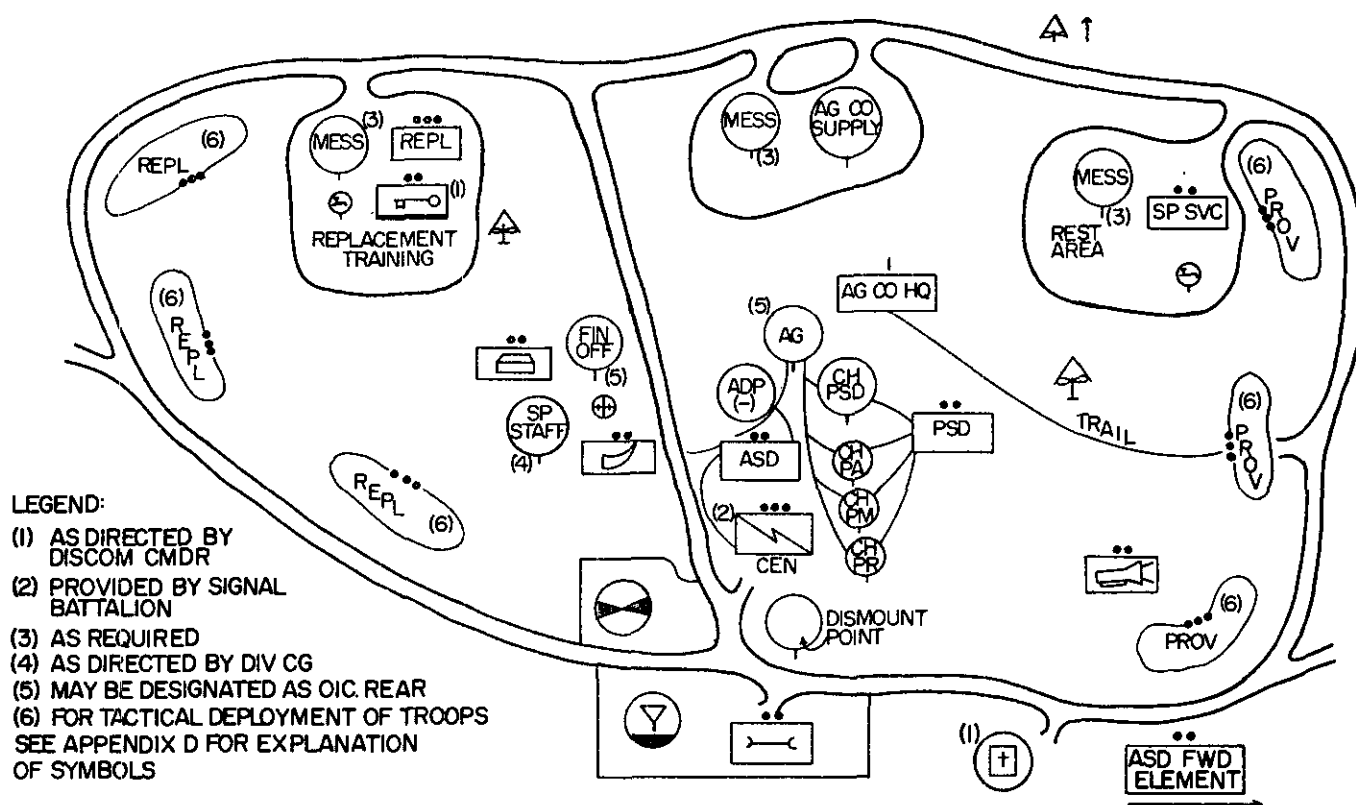 REPL (6)
MESS (3)
REPL
(1)
REPLACEMENT
TRAINING
MESS
(3)
AG CO
SUPPLY
MESS
(3)
SP SVC
REST
AREA
(6)
PROV
(6)
REPL
AG CO HQ
(5)
AG
FIN
OFF
(5)
ADP
(-)
CH
PSD
PSD
SP
STAFF
(4)
ASD
CH
PA
CH
PM
CH
PR
(2)
CEN
TRAIL
(6)
PROV
REPL
(6)
DISMOUNT
POINT
(6)
PROV
LEGEND:
(1) AS DIRECTED BY
DISCOM CMDR
(2) PROVIDED BY SIGNAL
BATTALION
(3) AS REQUIRED
(4) AS DIRECTED BY DIV CG
(5) MAY BE DESIGNATED AS OIC. REAR
(6) FOR TACTICAL DEPLOYMENT OF TROOPS
SEE APPENDIX D FOR EXPLANATION
OF SYMBOLS
(1)
ASD FWD
ELEMENT